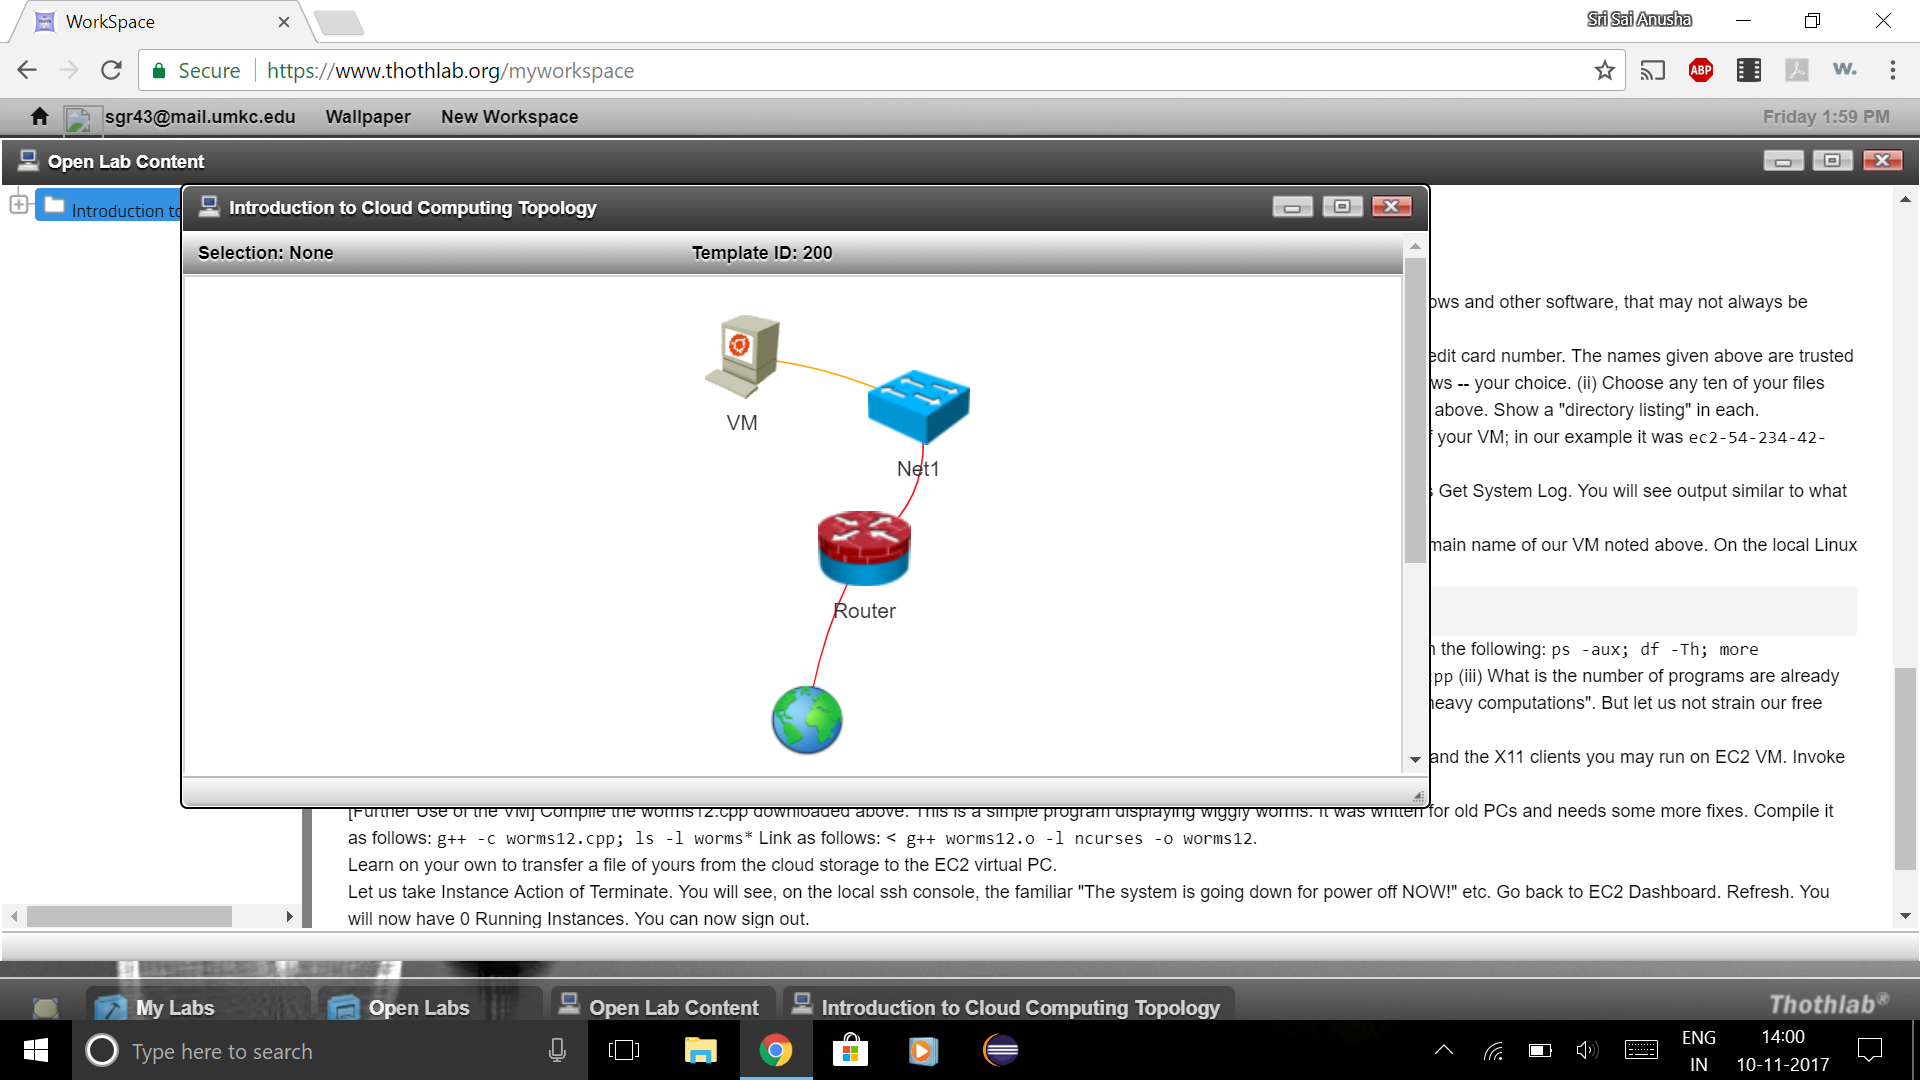 WorkSpace
Sri Sai Anusha
Secure
https://www.thothlab.org/myworkspace
ABP
w.
sgr43@mail.umkc.edu
Wallpaper
New Workspace
Friday 1:59 PM
Open Lab Content
Introduction to
Introduction to Cloud Computing Topology
Selection: None
Template ID: 200
VM
Net1
Router
and other software, that may not always be
card number. The names given above are trusted
-- your choice. (ii) Choose any ten of your files
above. Show a "directory listing" in each.
your VM; in our example it was ec2-54-234-42-
Get System Log. You will see output similar to what
name of our VM noted above. On the local Linux
the following: ps -aux; df -Th; more
(iii) What is the number of programs are already
computations". But let us not strain our free
and the X11 clients you may run on EC2 VM. Invoke
[Further Use of the VM] Compile the worms12.cpp downloaded above. This is a simple program displaying wiggly worms. It was written for old PCs and needs some more fixes. Compile it
as follows: g++ -c worms12.cpp; ls -l worms* Link as follows: < g++ worms12.o -l ncurses -o worms12.
Learn on your own to transfer a file of yours from the cloud storage to the EC2 virtual PC.
Let us take Instance Action of Terminate. You will see, on the local ssh console, the familiar "The system is going down for power off NOW!" etc. Go back to EC2 Dashboard. Refresh. You
will now have 0 Running Instances. You can now sign out.
My Labs
Open Labs
Open Lab Content
Introduction to Cloud Computing Topology
Thothlab®
Type here to search
ENG
IN
14:00
10-11-2017